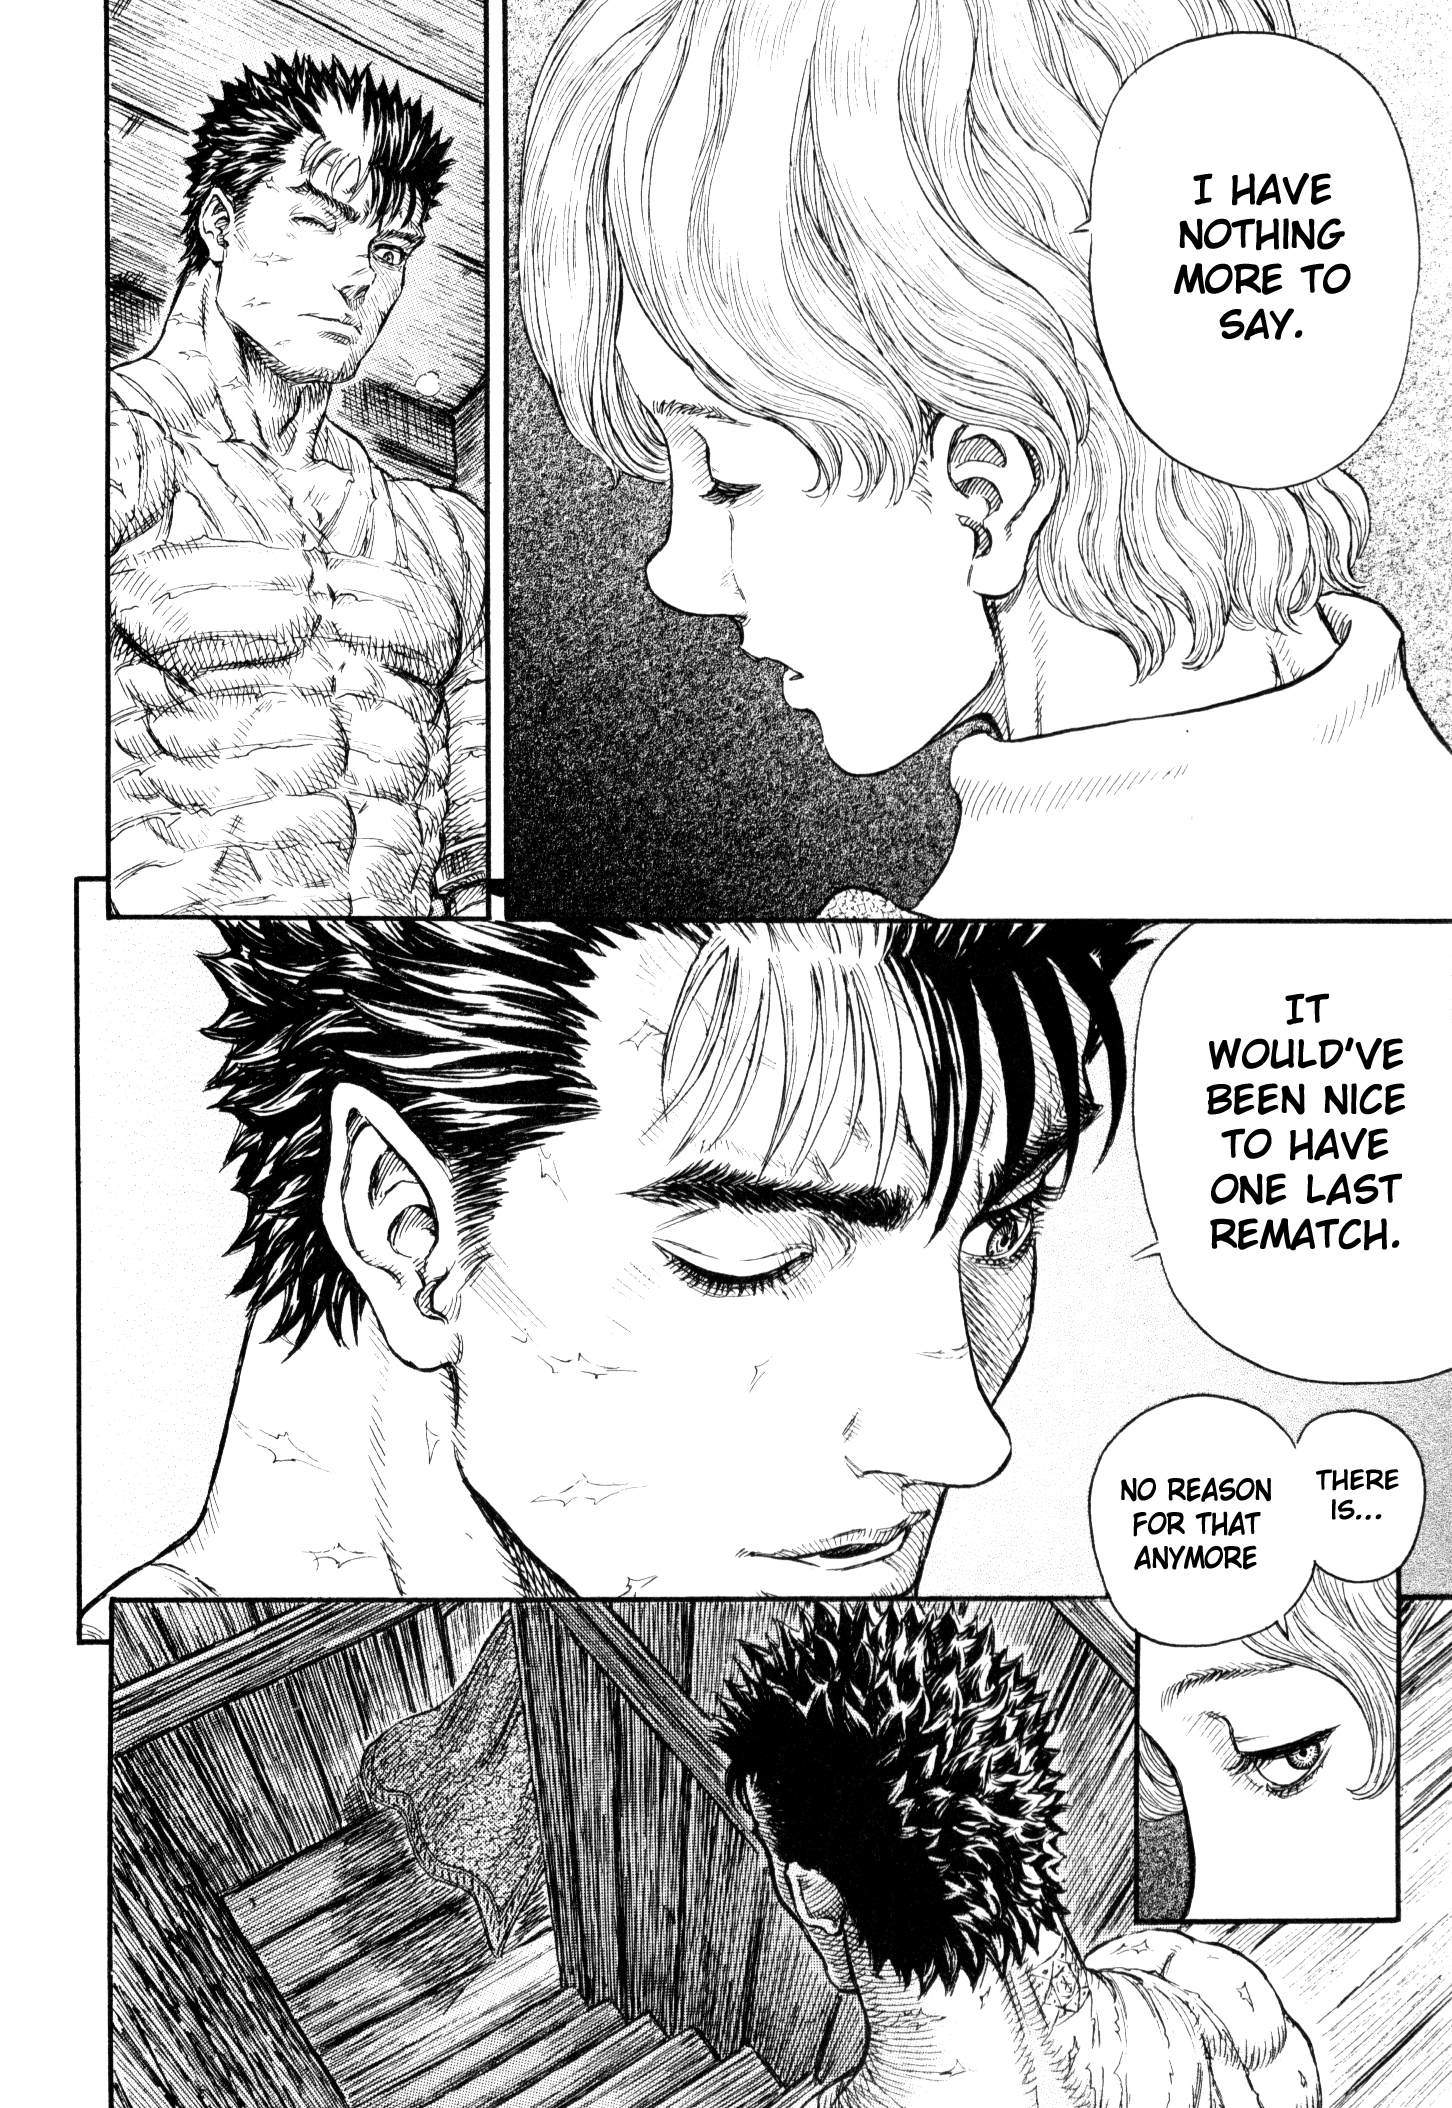 I HAVE
NOTHING
MORE TO
SAY.
IT
WOULD'VE
BEEN NICE
TO HAVE
ONE LAST
REMATCH.
THERE
IS...
NO REASON
FOR THAT
ANYMORE